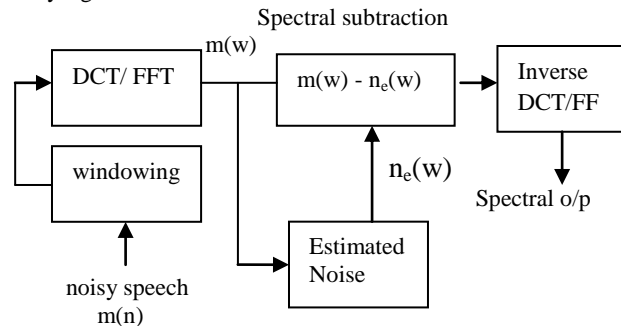 Spectral subtraction
m(w)
DCT/ FFT
m(w) - nₑ(w)
Inverse
DCT/FF
windowing
nₑ(w)
Spectral o/p
Estimated
Noise
noisy speech
m(n)